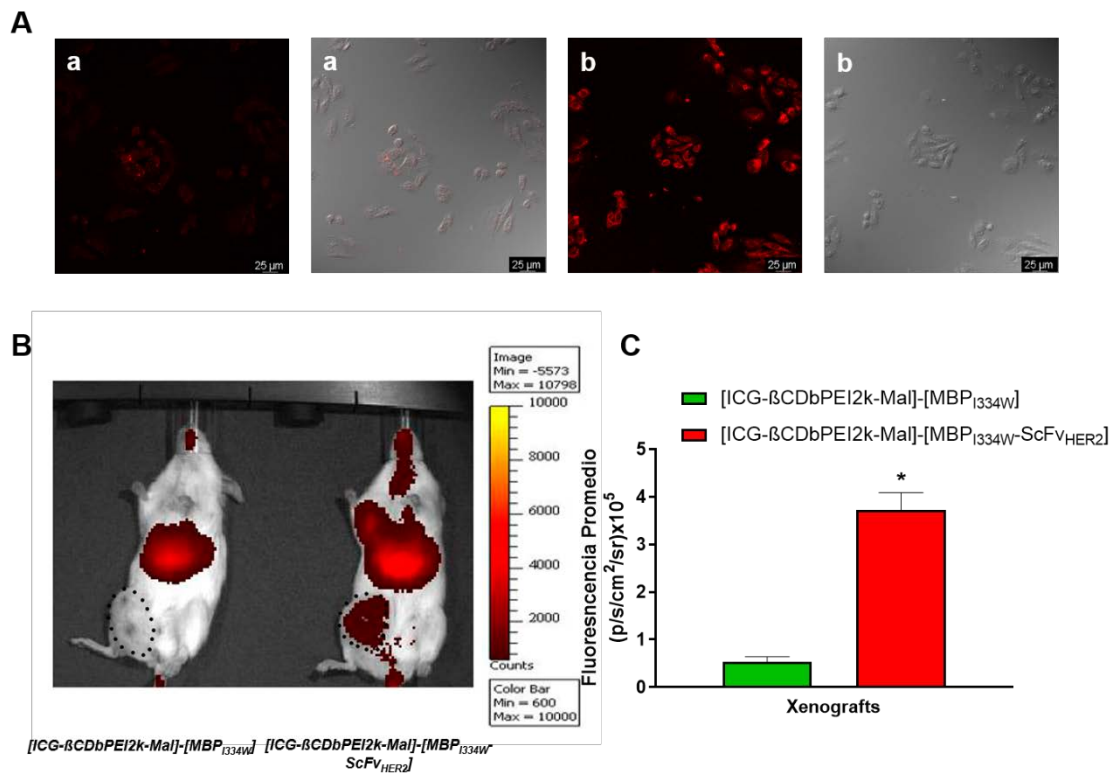 A
a
a
b
b
25 µm
25 µm
25 µm
25 µm
B
Image
Min = -5573
Max = 10798
10000
8000
6000
4000
2000
Counts
Color Bar
Min = 600
Max = 10000
[ICG-ßCDbPEI2k-Mal]-[MBPI334W]
[ICG-ßCDbPEI2k-Mal]-[MBPI334W-
ScFvHER2]
C
[ICG-ßCDbPEI2k-Mal]-[MBPI334W]
[ICG-ßCDbPEI2k-Mal]-[MBPI334W-ScFvHER2]
Fluoresncencia Promedio
(p/s/cm²/sr)x10⁵
5
4
3
2
1
0
*
Xenografts